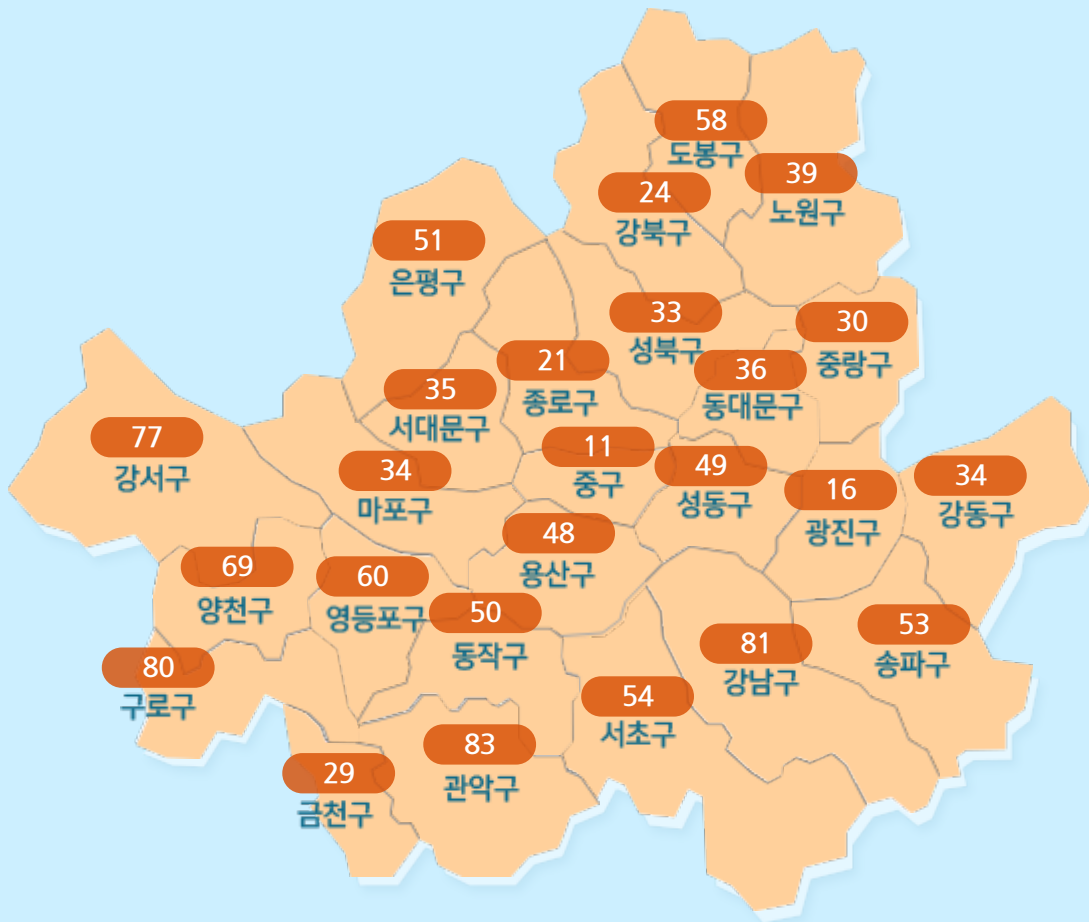 58
도봉구
39
노원구
24
강북구
51
은평구
33
성북구
30
중랑구
21
종로구
36
동대문구
35
서대문구
77
강서구
11
중구
34
마포구
49
성동구
16
광진구
34
강동구
48
용산구
69
양천구
60
영등포구
50
동작구
53
송파구
81
강남구
80
구로구
54
서초구
83
관악구
29
금천구